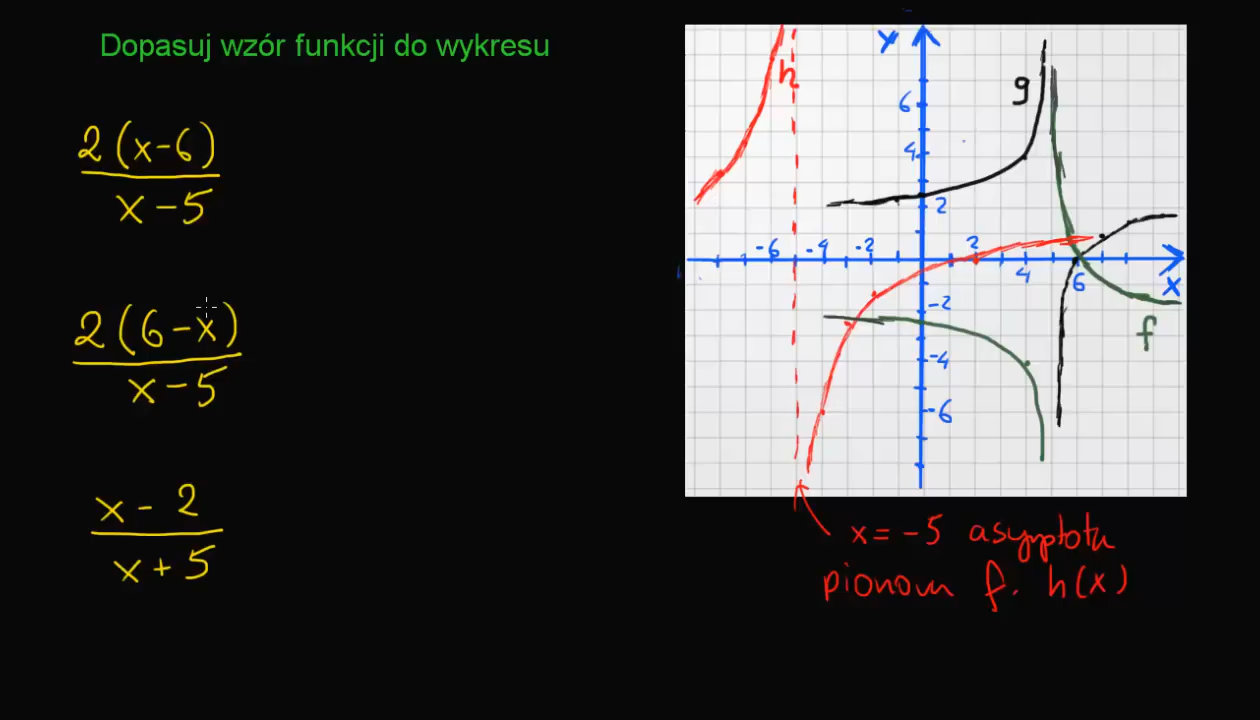 Dopasuj wzór funkcji do wykresu
2(x-6)
x-5
2(6-x)
x-5
x-2
x+5
y
h
g
6
4
2
-6 -4 -2 2
4 6 x
-2
f
-4
-6
x=-5 asymptota
pionowa f. h(x)